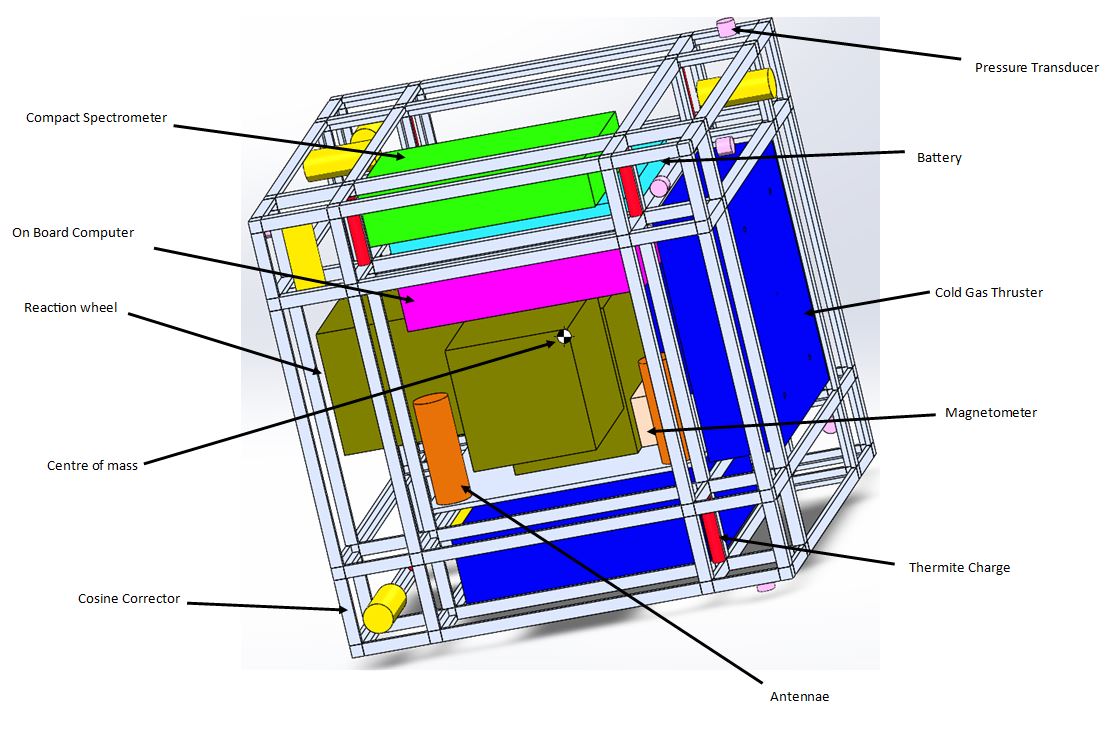 Pressure Transducer
Compact Spectrometer
Battery
On Board Computer
Cold Gas Thruster
Reaction wheel
Magnetometer
Centre of mass
Thermite Charge
Cosine Corrector
Antennae